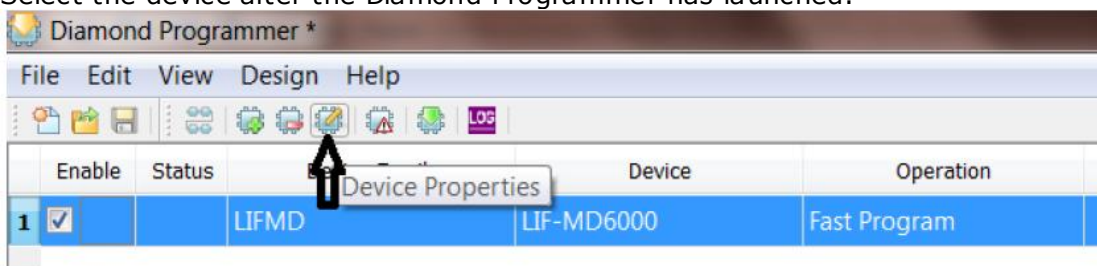 Select the device after the Diamond Programmer has launched.
Diamond Programmer *
File Edit View Design Help
LOG
Enable Status Device Operation
Device Properties
1 LIFMD LIF-MD6000 Fast Program